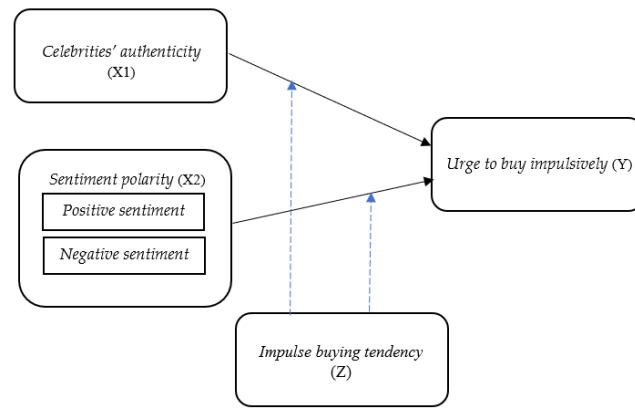 Celebrities’ authenticity
(X1)
Sentiment polarity (X2)
Positive sentiment
Negative sentiment
Urge to buy impulsively (Y)
Impulse buying tendency
(Z)